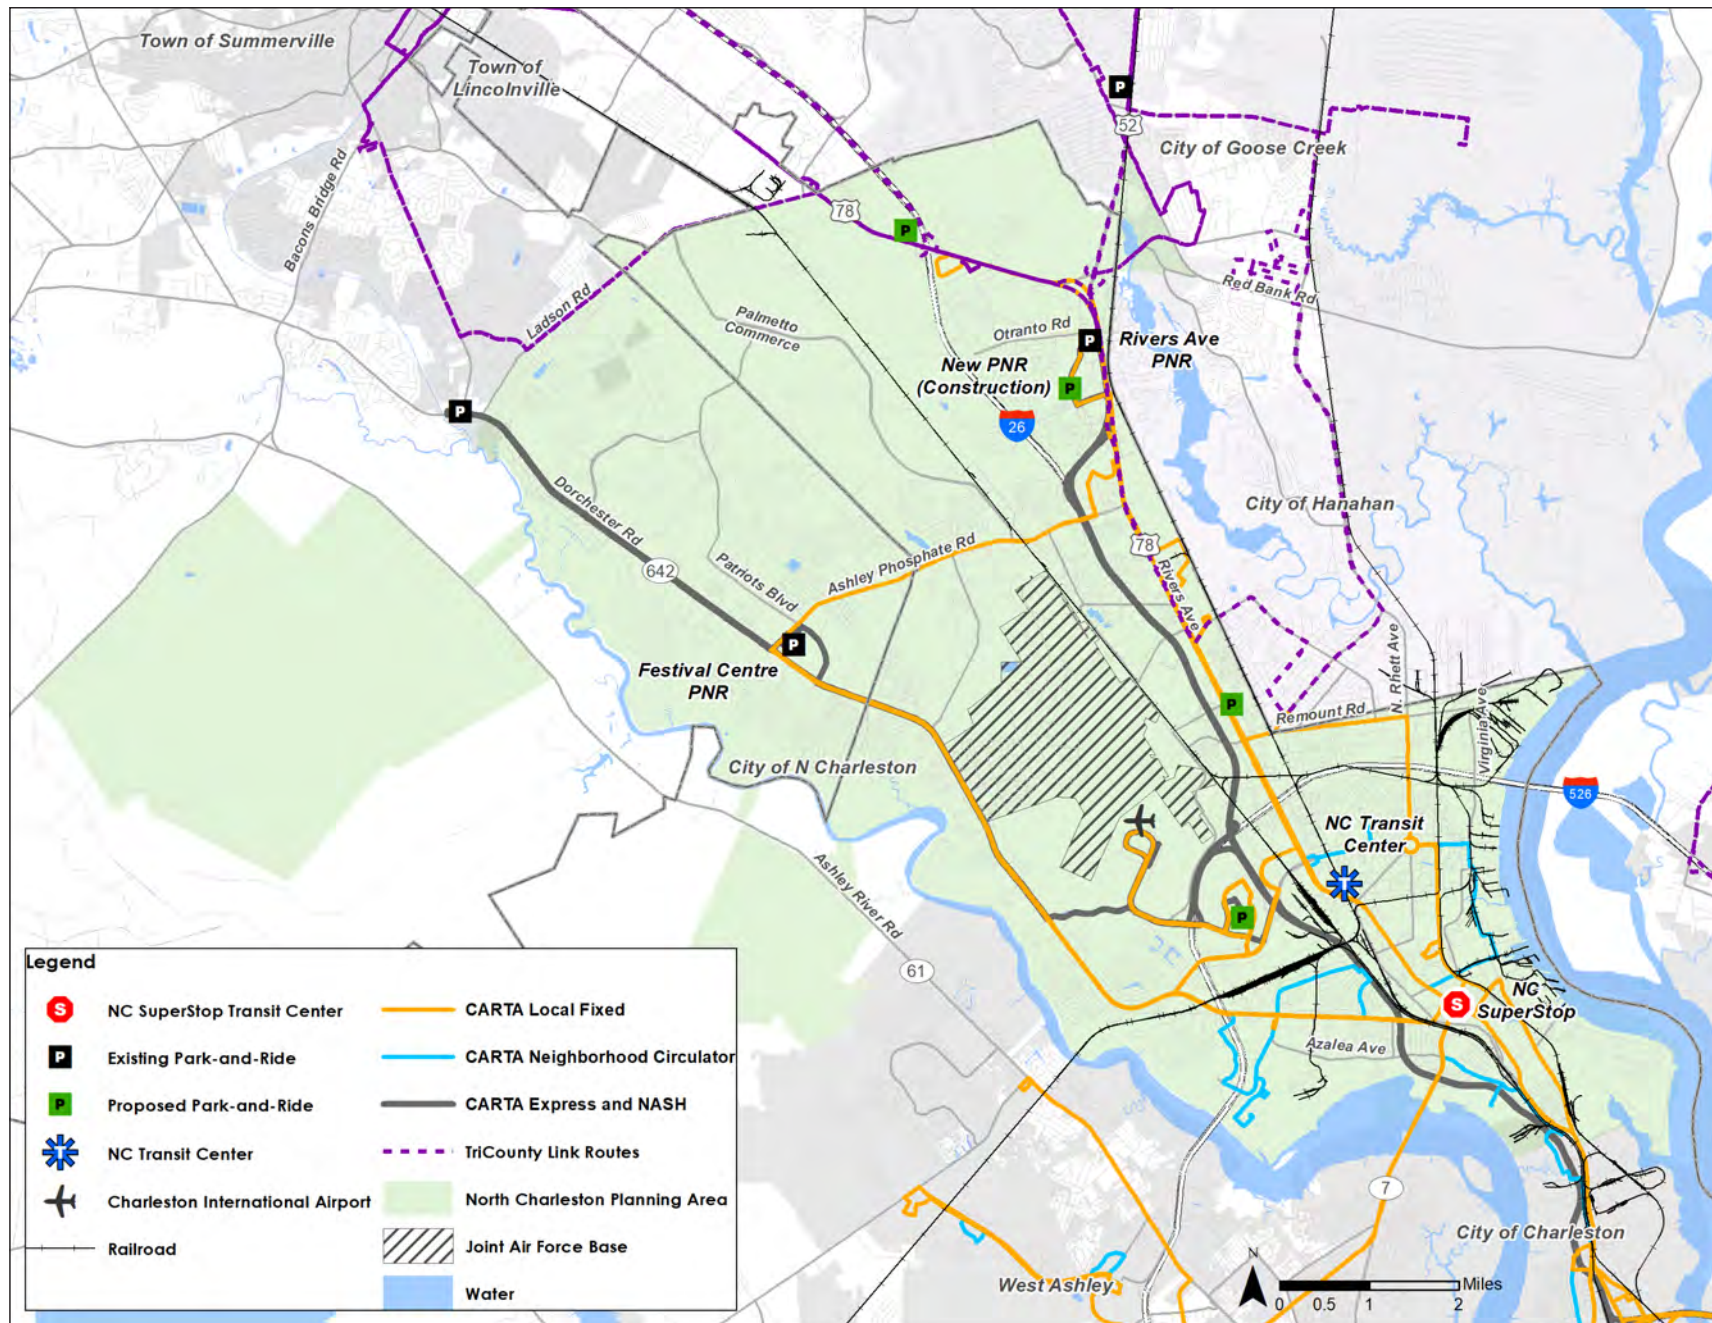 Town of Summerville
Town of
Lincolnville
P
52
City of Goose Creek
Bacons Bridge Rd
78
P
Ladson Rd
Red Bank Rd
Palmetto
Commerce
Otranto Rd
P
Rivers Ave
PNR
New PNR
(Construction)
P
26
P
Dorchester Rd
City of Hanahan
642
78
Ashley Phosphate Rd
Patriots Blvd
Rivers Ave
P
Festival Centre
PNR
N. Rhett Ave
P
Remount Rd
Virginia Ave
City of N Charleston
526
NC Transit
Center
T
Ashley River Rd
P
61
S
NC
SuperStop
Azalea Ave
7
City of Charleston
West Ashley
N
Miles
0 0.5 1 2
Legend
S NC SuperStop Transit Center
P Existing Park-and-Ride
P Proposed Park-and-Ride
T NC Transit Center
Charleston International Airport
Railroad
CARTA Local Fixed
CARTA Neighborhood Circulator
CARTA Express and NASH
TriCounty Link Routes
North Charleston Planning Area
Joint Air Force Base
Water